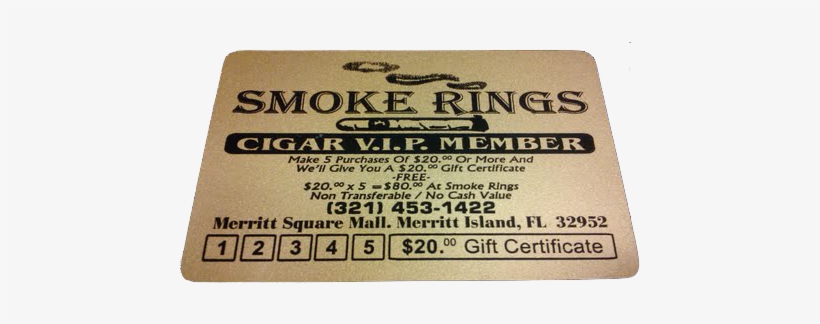 SMOKE RINGS
CIGAR V.I.P. MEMBER
Make 5 Purchases Of $20.00 Or More And
We'll Give You A $20.00 Gift Certificate
-FREE-
$20.00 x 5 = $80.00 At Smoke Rings
Non Transferable / No Cash Value
(321) 453-1422
Merritt Square Mall. Merritt Island, FL 32952
1 2 3 4 5 $20.00 Gift Certificate